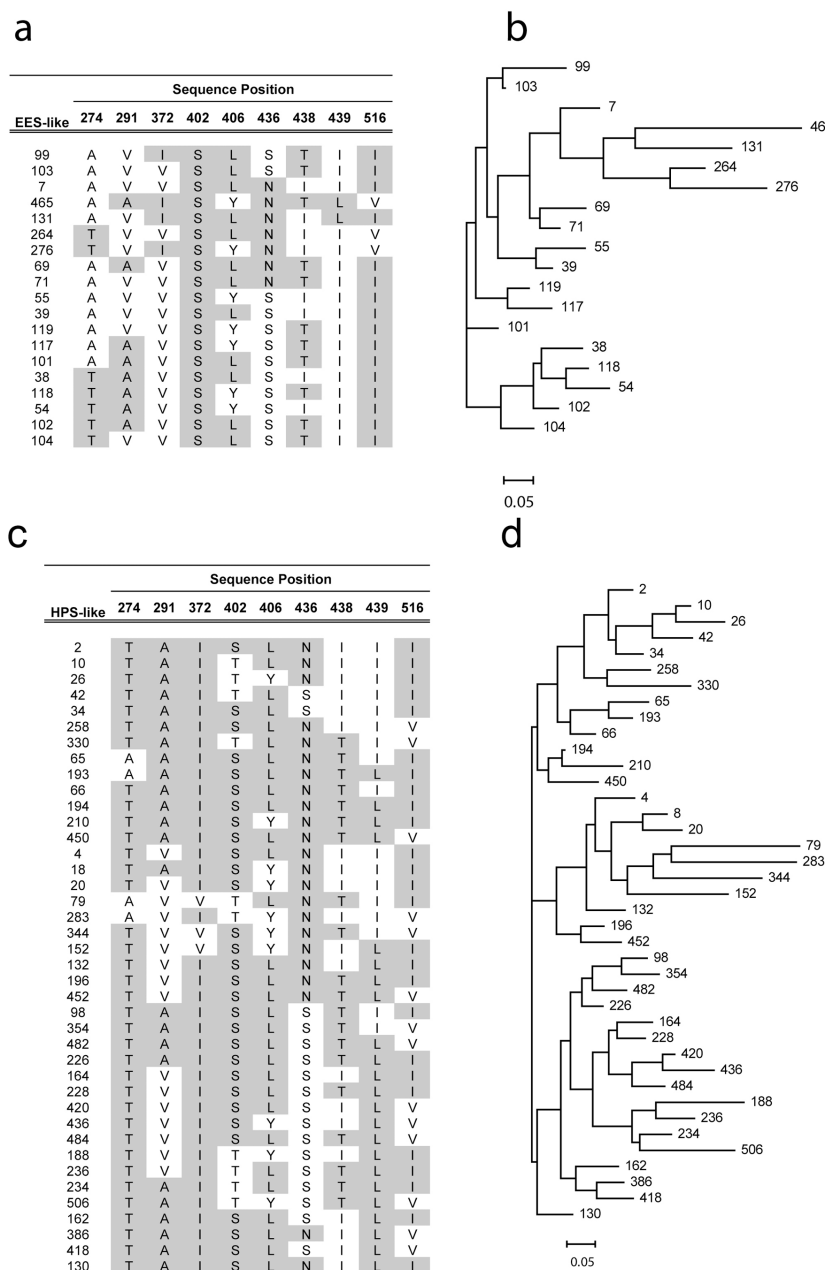 a
Sequence Position
EES-like 274 291 372 402 406 436 438 439 516
99 A V I S L S T I I
103 A V V S L S T I I
7 A V V S L N I I I
465 A A I S Y N T L V
131 A V I S L N I L I
264 T V V S L N I I V
276 T V I S Y N I I V
69 A A V S L N T I I
71 A V V S L N T I I
55 A V V S Y S I I I
39 A V V S L S I I I
119 A V V S Y S T I I
117 A A V S Y S T I I
101 A A V S L S T I I
38 T A V S L S I I I
118 T A V S Y S T I I
54 T A V S Y S I I I
102 T A V S L S T I I
104 T V V S L S T I I
b
99
103
7
46
131
264
276
69
71
55
39
119
117
101
38
118
54
102
104
0.05
c
Sequence Position
HPS-like 274 291 372 402 406 436 438 439 516
2 T A I S L N I I I
10 T A I T L N I I I
26 T A I T Y N I I I
42 T A I T L S I I I
34 T A I S L S I I I
258 T A I S L N I I V
330 T A I T L N T I V
65 A A I S L N T I I
193 A A I S L N T L I
66 T A I S L N T I I
194 T A I S L N T L I
210 T A I S Y N T L I
450 T A I S L N T L V
4 T V I S L N I I I
18 T A I S Y N I I I
20 T V I S Y N I I I
79 A V V T L N T I I
283 A V I T Y N I I V
344 T V V S Y N T I V
152 T V V S Y N I L I
132 T V I S L N I L I
196 T V I S L N T L I
452 T V I S L N T L V
98 T A I S L S T I I
354 T A I S L S T I V
482 T A I S L S T L V
226 T A I S L S T L I
164 T V I S L S I L I
228 T V I S L S T L I
420 T V I S L S I L V
436 T V I S Y S I L V
484 T V I S L S T L V
188 T V I T Y S I L I
236 T V I T L S T L I
234 T A I T L S T L I
506 T A I T Y S T L V
162 T A I S L S I L I
386 T A I S L N I L V
418 T A I S L S I L V
130 T A I S L N I L I
d
2
10
26
42
34
258
330
65
193
66
194
210
450
4
8
20
79
283
344
152
132
196
452
98
354
482
226
164
228
420
436
484
188
236
234
506
162
386
418
130
0.05